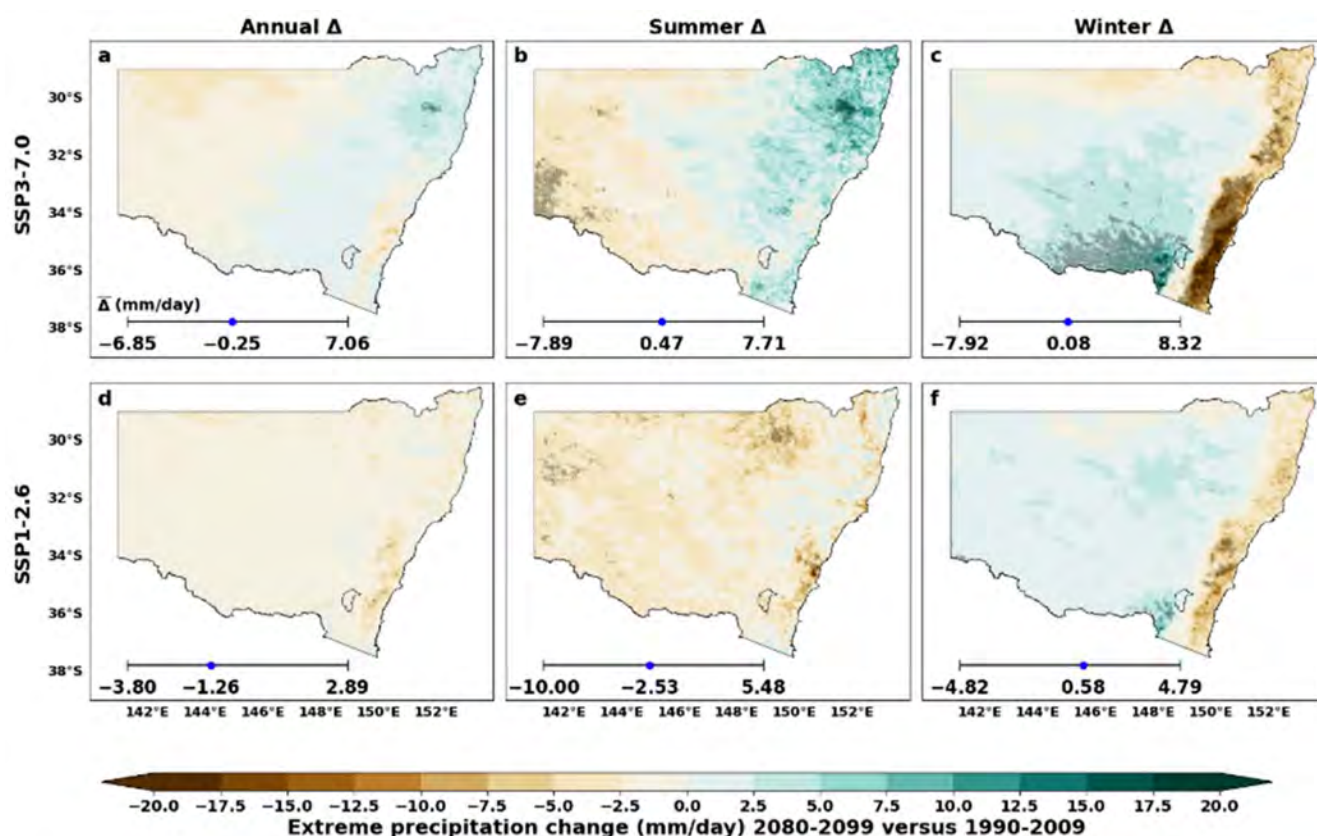 Annual Δ Summer Δ Winter Δ
a b c
30°S
32°S
34°S
36°S
38°S
SSP3-7.0
Δ̅ (mm/day)
−6.85 −0.25 7.06
−7.89 0.47 7.71
−7.92 0.08 8.32
d e f
30°S
32°S
34°S
36°S
38°S
SSP1-2.6
−3.80 −1.26 2.89
−10.00 −2.53 5.48
−4.82 0.58 4.79
142°E 144°E 146°E 148°E 150°E 152°E
142°E 144°E 146°E 148°E 150°E 152°E
142°E 144°E 146°E 148°E 150°E 152°E
−20.0 −17.5 −15.0 −12.5 −10.0 −7.5 −5.0 −2.5 0.0 2.5 5.0 7.5 10.0 12.5 15.0 17.5 20.0
Extreme precipitation change (mm/day) 2080-2099 versus 1990-2009